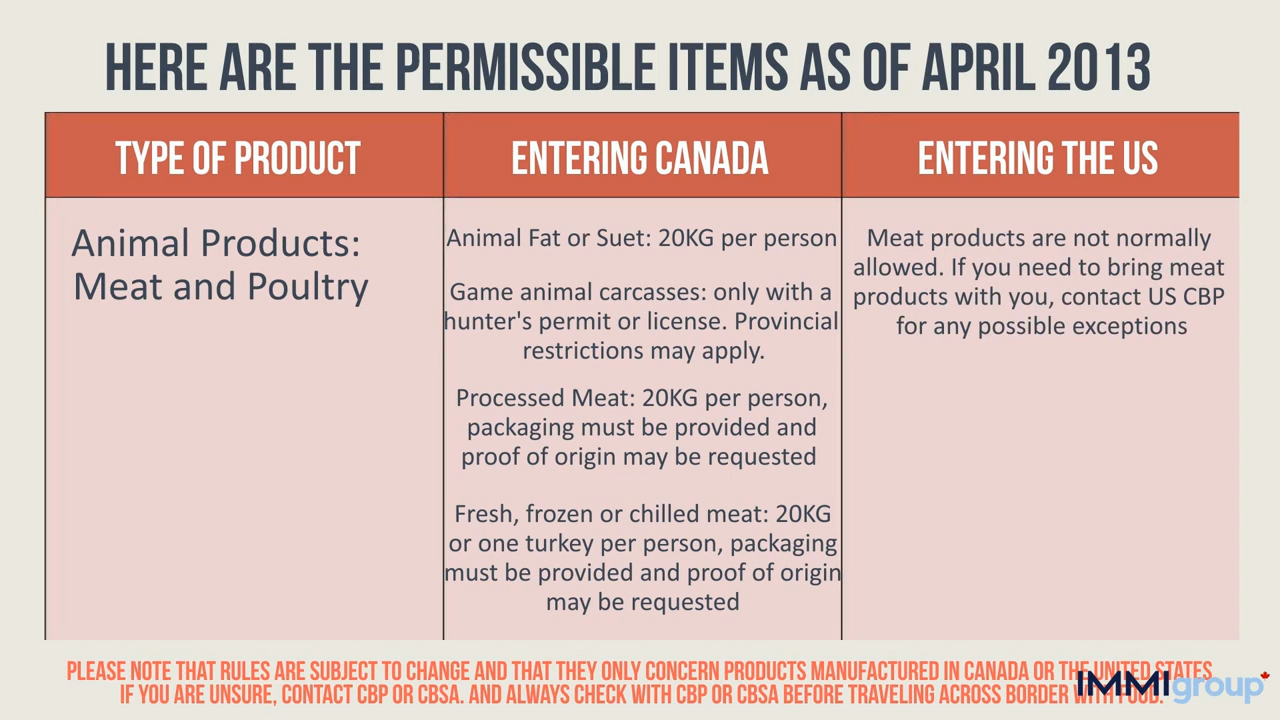 HERE ARE THE PERMISSIBLE ITEMS AS OF APRIL 2013
TYPE OF PRODUCT
ENTERING CANADA
ENTERING THE US
Animal Products:
Meat and Poultry
Animal Fat or Suet: 20KG per person
Game animal carcasses: only with a
hunter's permit or license. Provincial
restrictions may apply.
Processed Meat: 20KG per person,
packaging must be provided and
proof of origin may be requested
Fresh, frozen or chilled meat: 20KG
or one turkey per person, packaging
must be provided and proof of origin
may be requested
Meat products are not normally
allowed. If you need to bring meat
products with you, contact US CBP
for any possible exceptions
PLEASE NOTE THAT RULES ARE SUBJECT TO CHANGE AND THAT THEY ONLY CONCERN PRODUCTS MANUFACTURED IN CANADA OR THE UNITED STATES
IF YOU ARE UNSURE, CONTACT CBP OR CBSA. AND ALWAYS CHECK WITH CBP OR CBSA BEFORE TRAVELING ACROSS BORDER WITH FOOD.
IMMIgroup